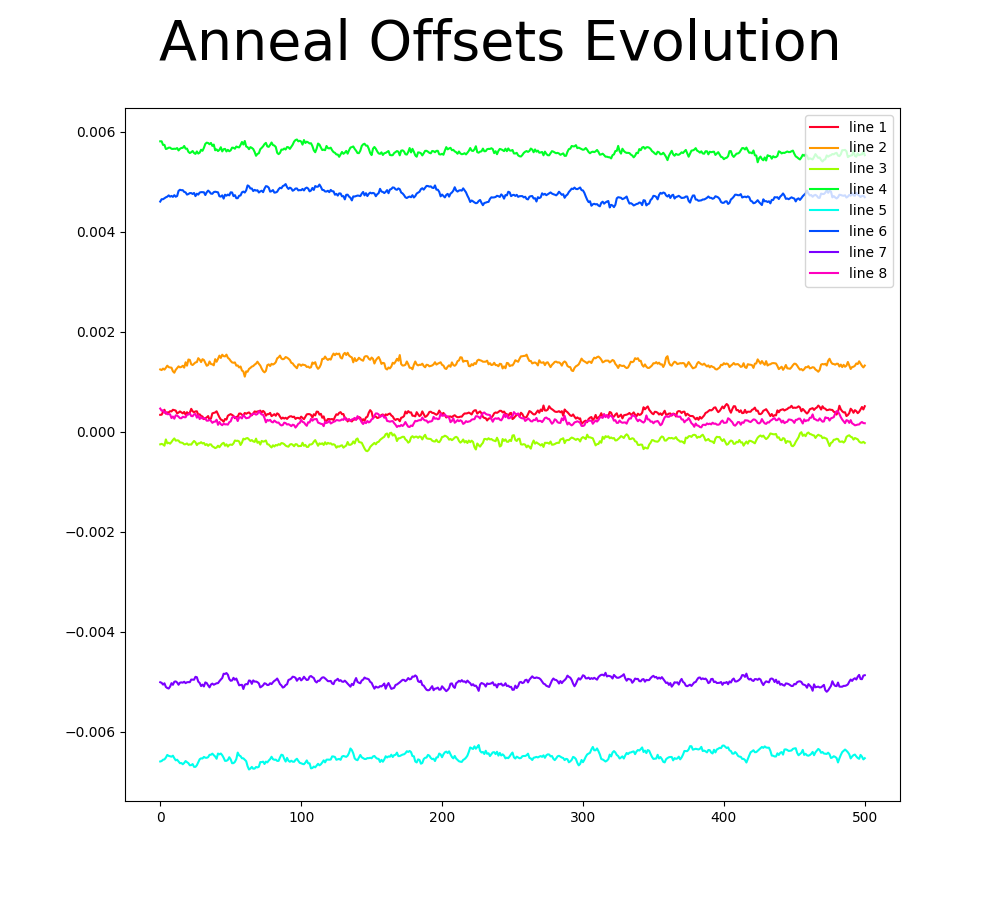 Anneal Offsets Evolution
0.006
0.004
0.002
0.000
−0.002
−0.004
−0.006
0 100 200 300 400 500
line 1
line 2
line 3
line 4
line 5
line 6
line 7
line 8